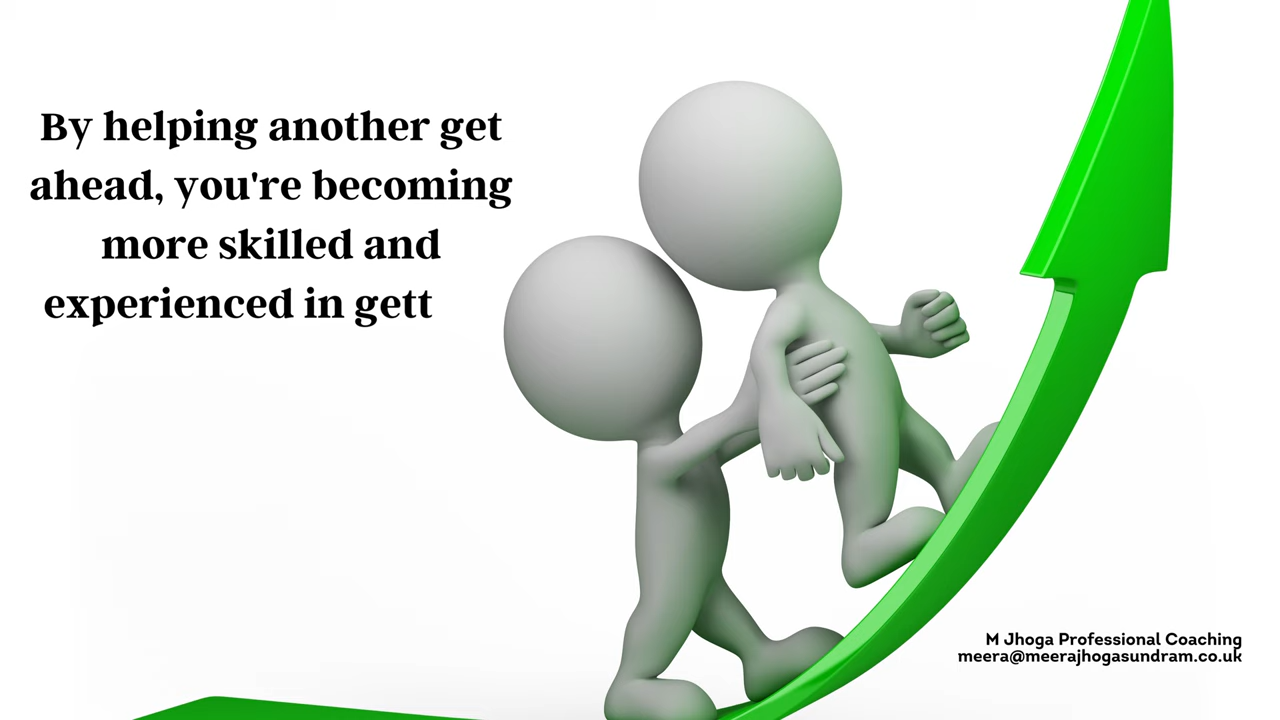 By helping another get
ahead, you're becoming
more skilled and
experienced in gett
M Jhoga Professional Coaching
meera@meerajhogasundram.co.uk